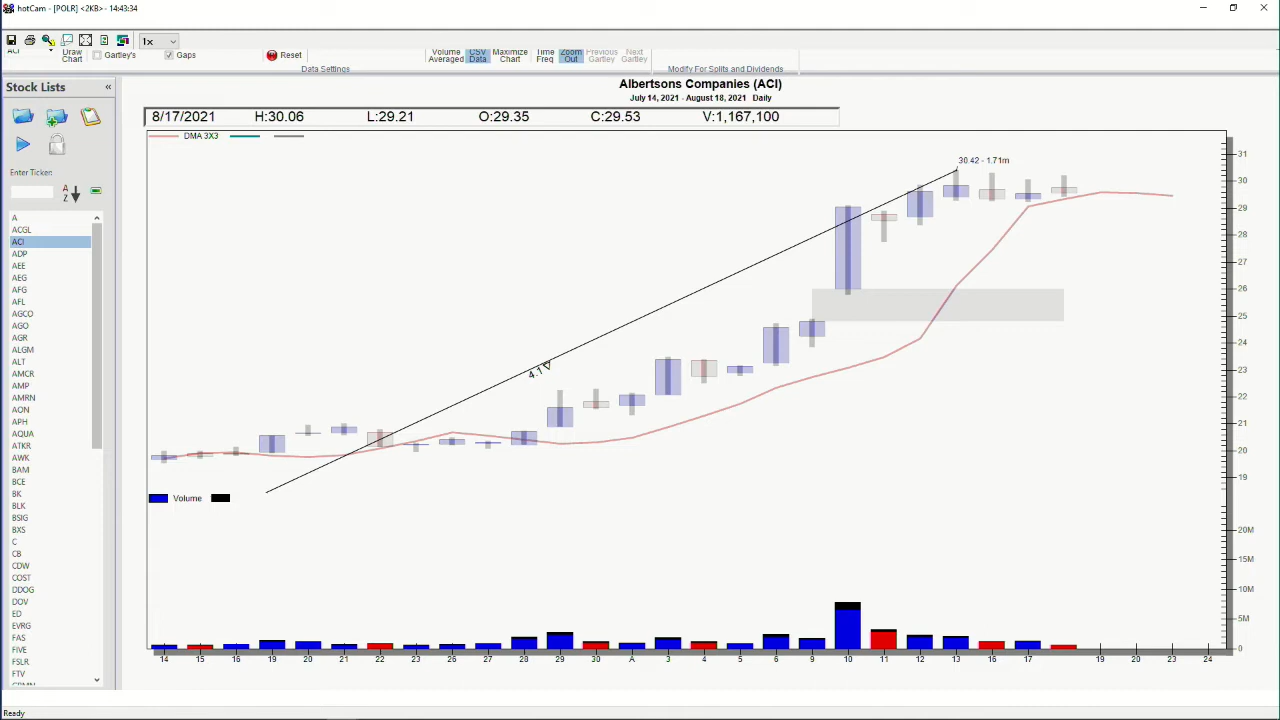 hotCam - [POLR] <2KB> - 14:43:34
1x
ACI
Draw
Chart
Gartley's
Gaps
Reset
Volume
Averaged
CSV
Data
Maximize
Chart
Time
Freq
Zoom
Out
Previous
Gartley
Next
Gartley
Data Settings
Modify For Splits and Dividends
Stock Lists «
Albertsons Companies (ACI)
July 14, 2021 - August 18, 2021 Daily
8/17/2021 H:30.06 L:29.21 O:29.35 C:29.53 V:1,167,100
DMA 3X3
30.42 - 1.71m
4.1
Enter Ticker:
A
Z
A
ACGL
ACI
ADP
AEE
AEG
AFG
AFL
AGCO
AGO
AGR
ALGM
ALT
AMCR
AMP
AMRN
AON
APH
AQUA
ATKR
AWK
BAM
BCE
BK
BLK
BSIG
BXS
C
CB
CDW
COST
DDOG
DOV
ED
EVRG
FAS
FIVE
FSLR
FTV
31
30
29
28
27
26
25
24
23
22
21
20
19
Volume
20M
15M
10M
5M
0
14 15 16 19 20 21 22 23 26 27 28 29 30 A 3 4 5 6 9 10 11 12 13 16 17 19 20 23 24
Ready